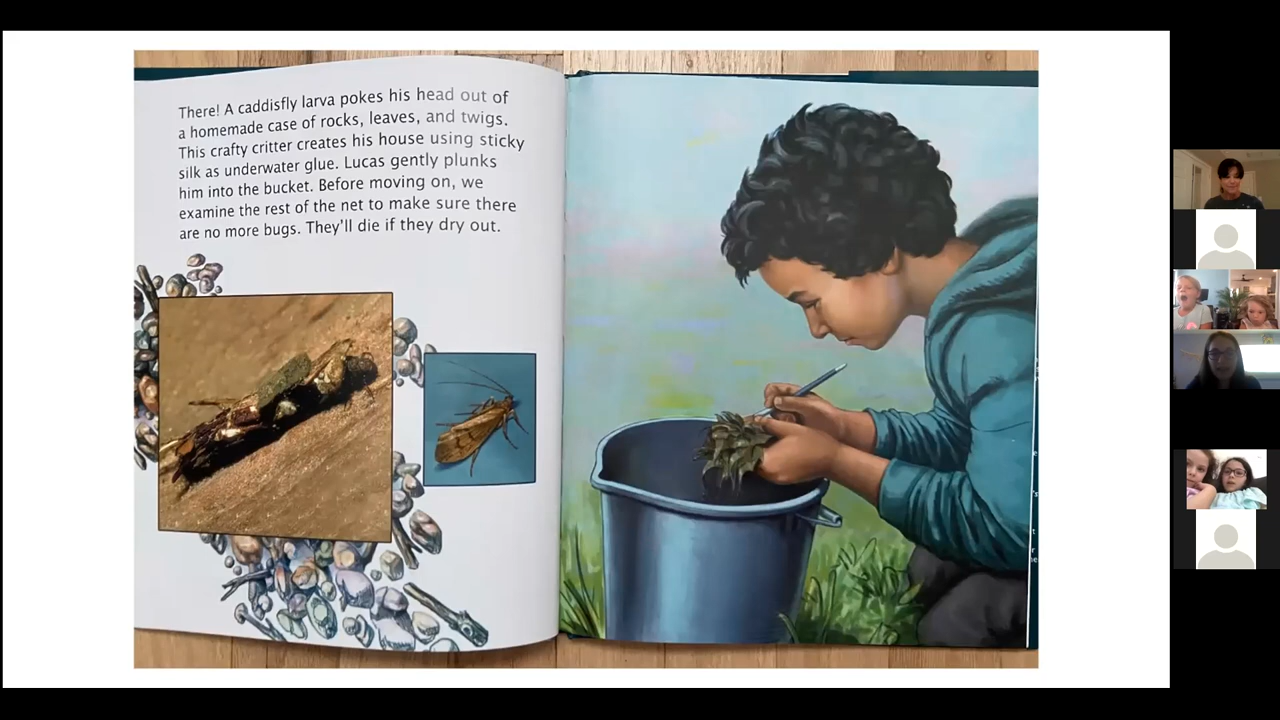 There! A caddisfly larva pokes his head out of
a homemade case of rocks, leaves, and twigs.
This crafty critter creates his house using sticky
silk as underwater glue. Lucas gently plunks
him into the bucket. Before moving on, we
examine the rest of the net to make sure there
are no more bugs. They'll die if they dry out.